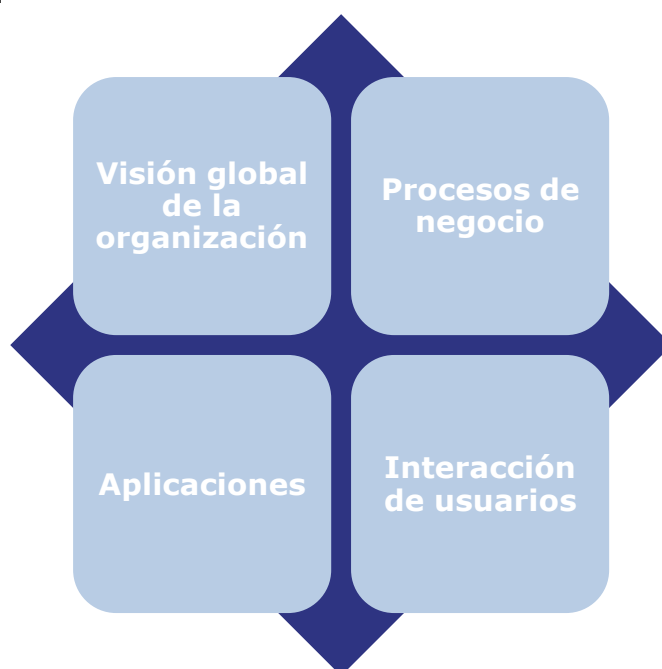 Visión global
de la
organización
Procesos de
negocio
Aplicaciones
Interacción
de usuarios